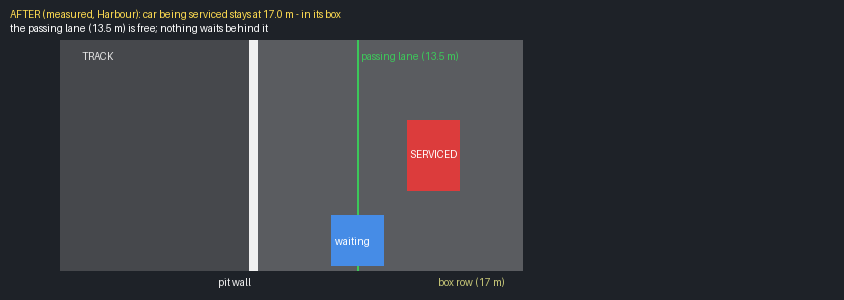 AFTER (measured, Harbour): car being serviced stays at 17.0 m - in its box
the passing lane (13.5 m) is free; nothing waits behind it
TRACK
passing lane (13.5 m)
SERVICED
waiting
pit wall
box row (17 m)